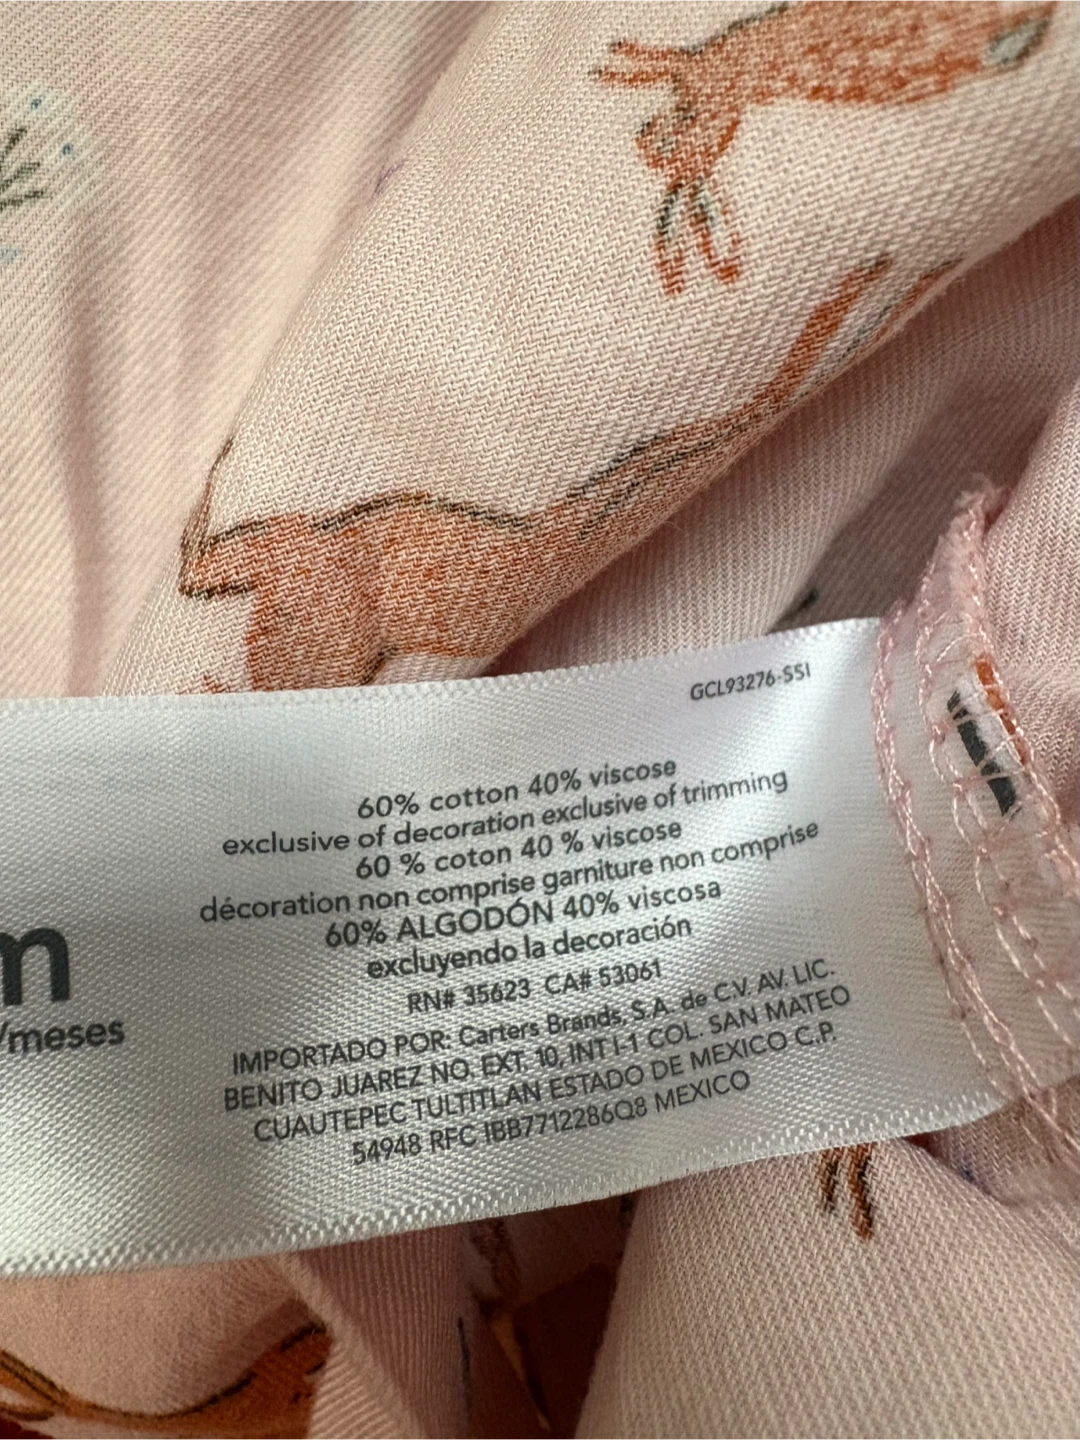 GCL93276-SSI
60% cotton 40% viscose
exclusive of decoration exclusive of trimming
60 % coton 40 % viscose
décoration non comprise garniture non comprise
60% ALGODÓN 40% viscosa
excluyendo la decoración
RN# 35623 CA# 53061
IMPORTADO POR: Carters Brands, S.A. de C.V. AV. LIC.
BENITO JUAREZ NO. EXT. 10, INT I-1 COL. SAN MATEO
CUAUTEPEC TULTITLAN ESTADO DE MEXICO C.P.
54948 RFC IBB7712286Q8 MEXICO
m
/meses